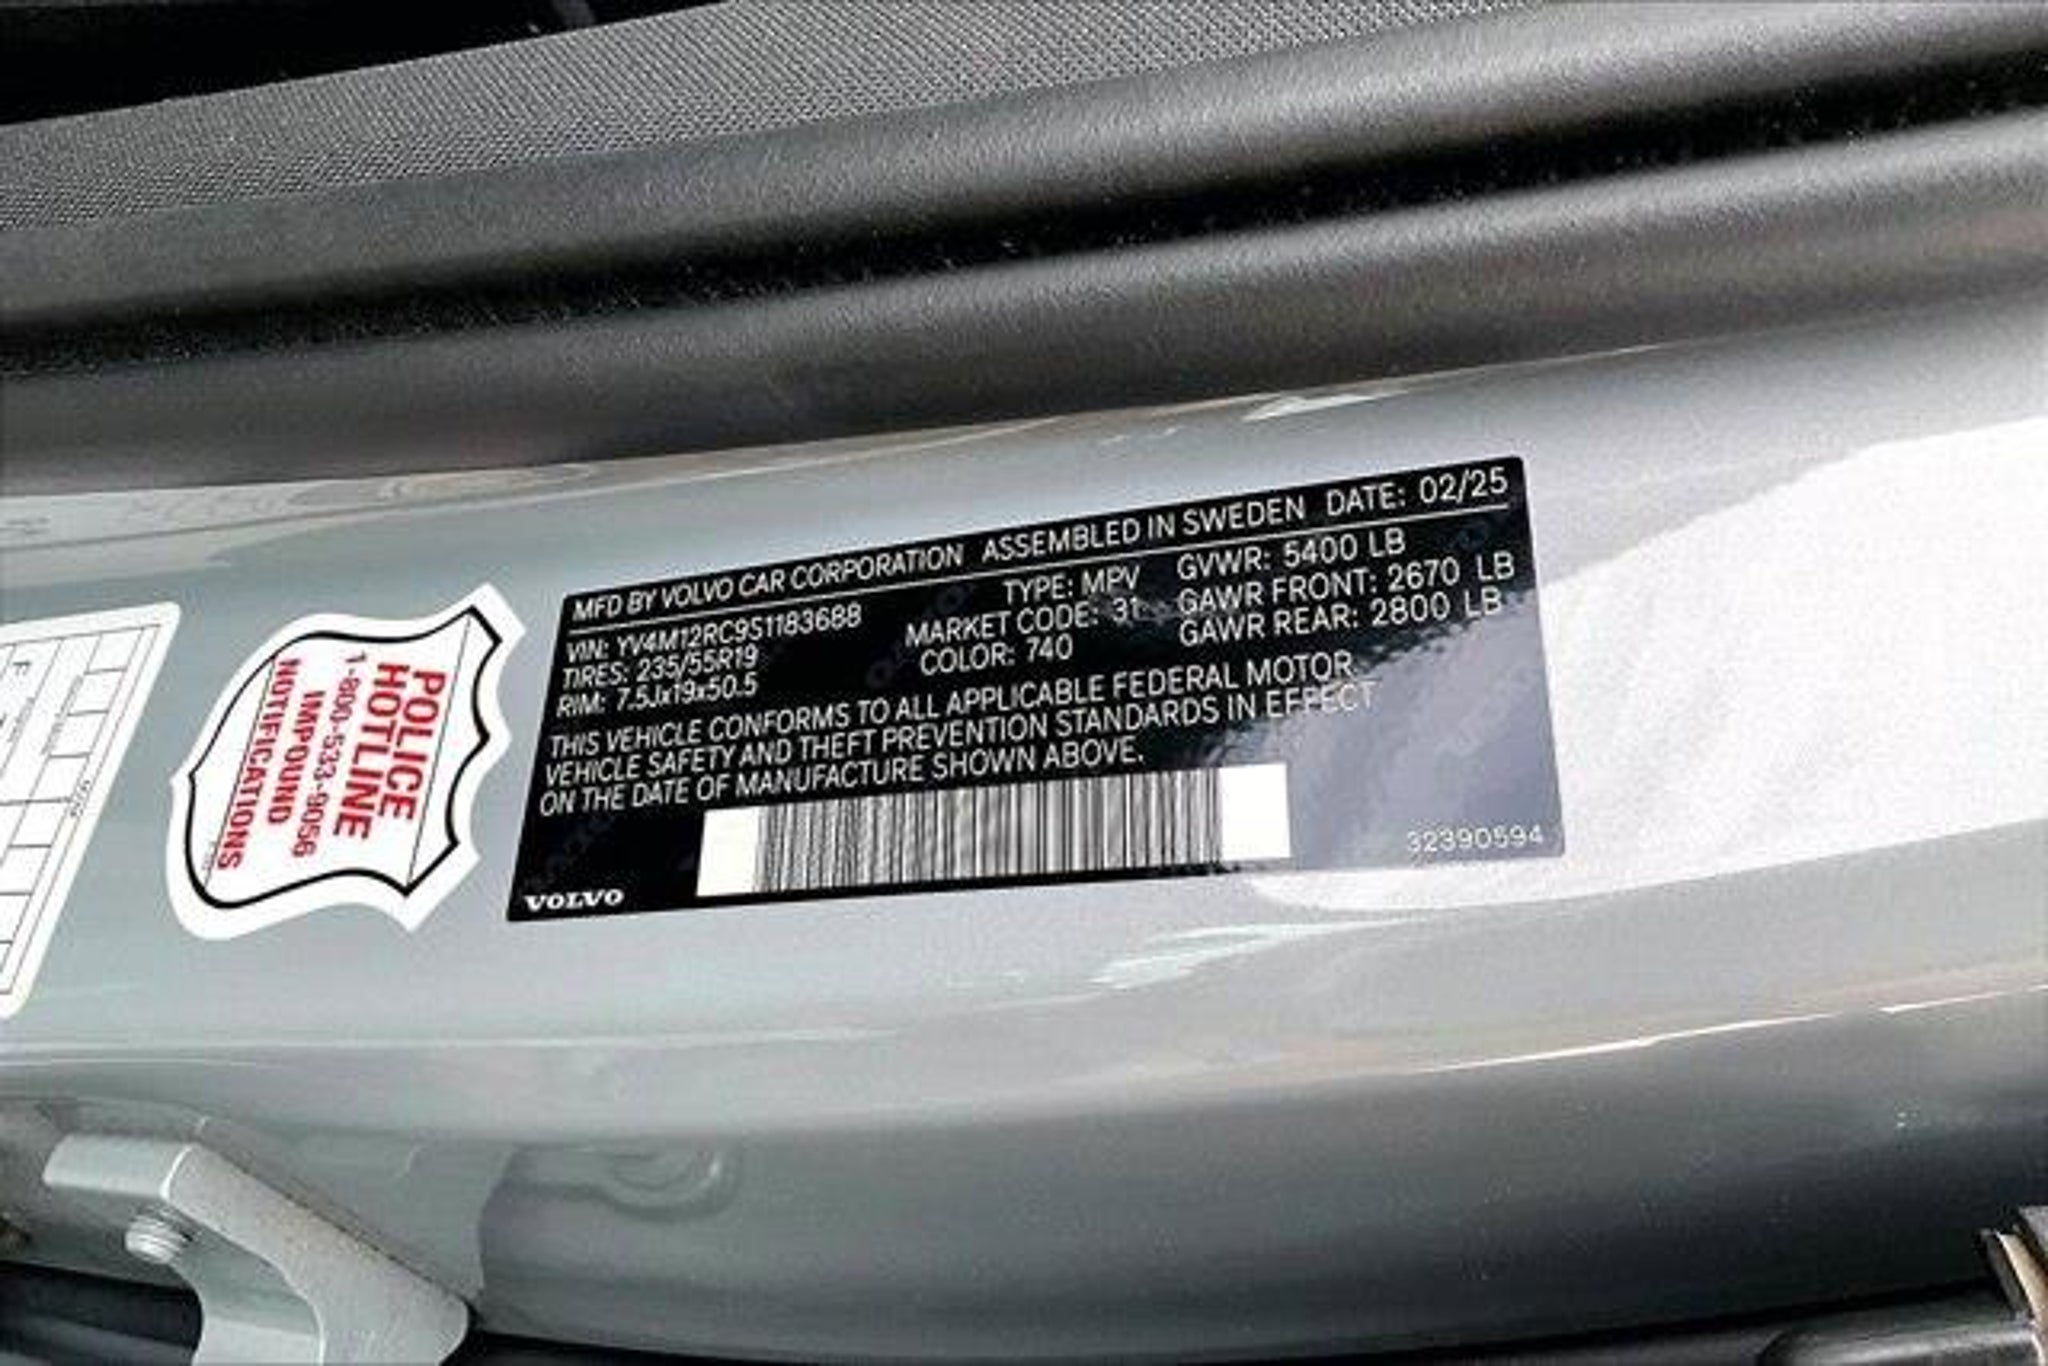 MFD BY VOLVO CAR CORPORATION ASSEMBLED IN SWEDEN DATE: 02/25
VIN: YV4M12RC9S1183688 TYPE: MPV GVWR: 5400 LB
TIRES: 235/55R19 MARKET CODE: 31 GAWR FRONT: 2670 LB
RIM: 7.5Jx19x50.5 COLOR: 740 GAWR REAR: 2800 LB
THIS VEHICLE CONFORMS TO ALL APPLICABLE FEDERAL MOTOR
VEHICLE SAFETY AND THEFT PREVENTION STANDARDS IN EFFECT
ON THE DATE OF MANUFACTURE SHOWN ABOVE.
32390594
VOLVO
POLICE
HOTLINE
1-800-533-9056
IMPOUND
NOTIFICATIONS